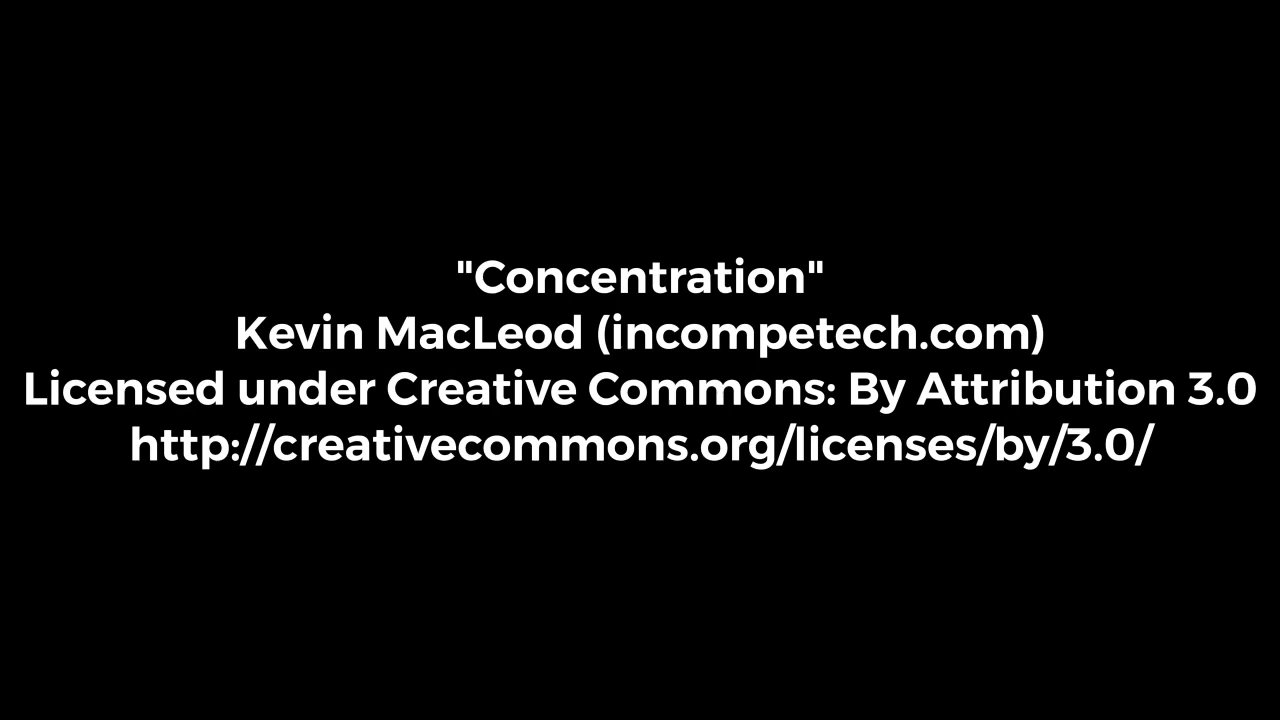 "Concentration"
Kevin MacLeod (incompetech.com)
Licensed under Creative Commons: By Attribution 3.0
http://creativecommons.org/licenses/by/3.0/